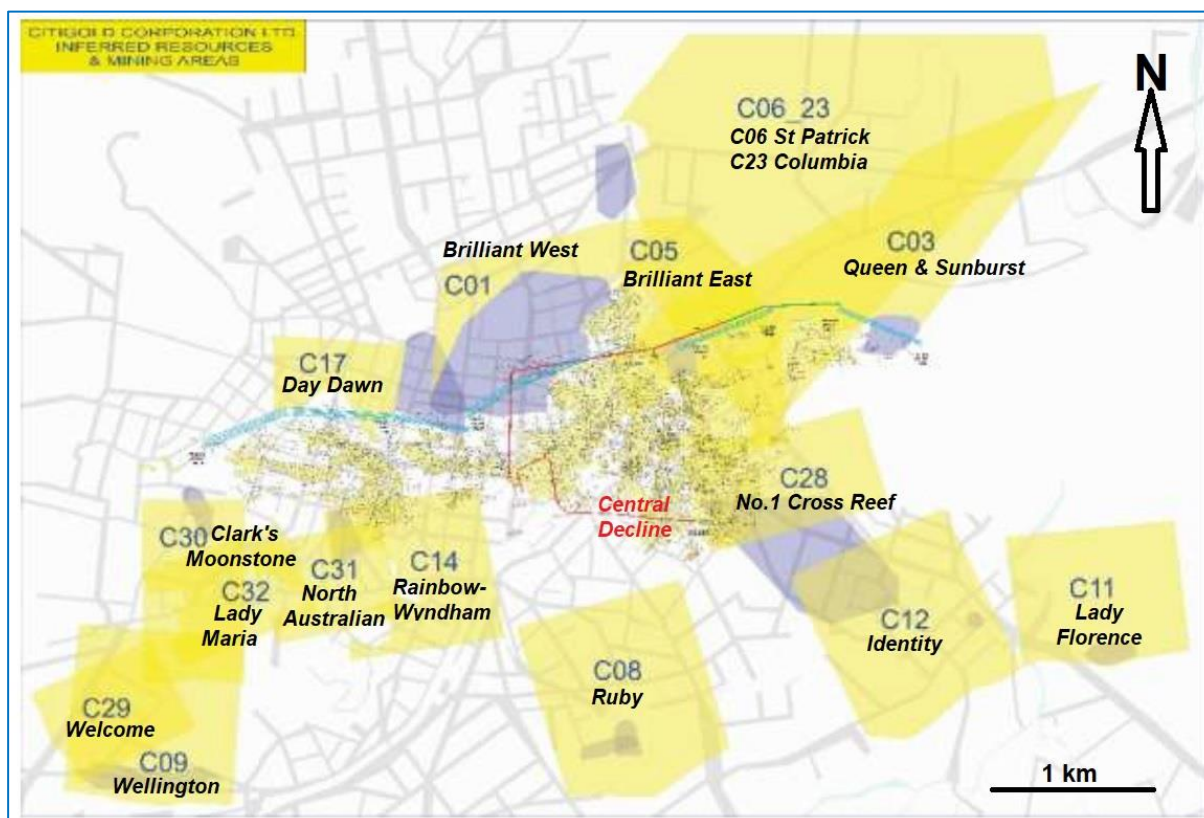 CITIGOLD CORPORATION LTD
INFERRED RESOURCES
& MINING AREAS
N
C06_23
C06 St Patrick
C23 Columbia
C03
Queen & Sunburst
Brilliant West
C05
Brilliant East
C01
C17
Day Dawn
C28
No.1 Cross Reef
Central
Decline
C30
Clark's
Moonstone
C31
North
Australian
C14
Rainbow-
Wyndham
C32
Lady
Maria
C12
Identity
C11
Lady
Florence
C08
Ruby
C29
Welcome
C09
Wellington
1 km